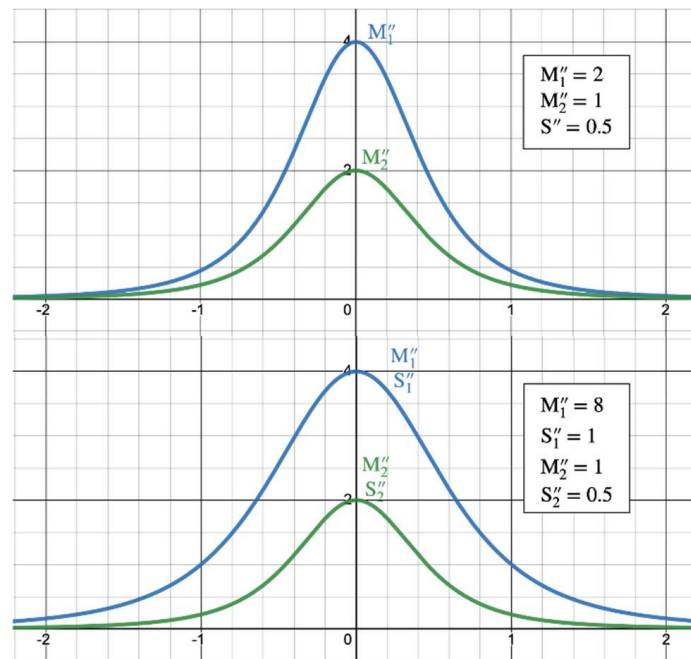 M₁″
4
M₁″ = 2
M₂″ = 1
S″ = 0.5
M₂″
2
-2 -1 0 1 2
M₁″
4
S₁″
M₁″ = 8
S₁″ = 1
M₂″ = 1
S₂″ = 0.5
M₂″
2
S₂″
-2 -1 0 1 2